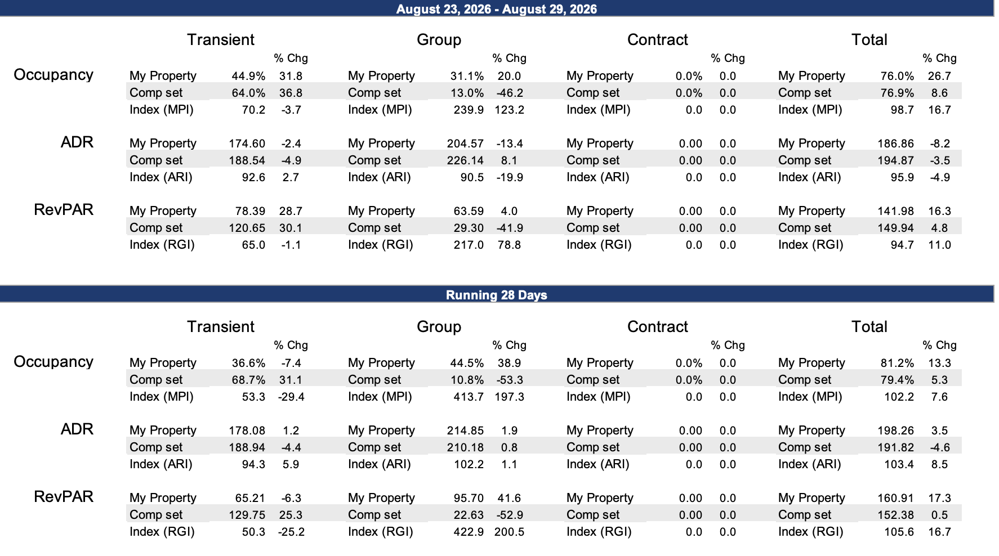 August 23, 2026 - August 29, 2026
Transient Group Contract Total
% Chg % Chg % Chg % Chg
Occupancy My Property 44.9% 31.8 My Property 31.1% 20.0 My Property 0.0% 0.0 My Property 76.0% 26.7
Comp set 64.0% 36.8 Comp set 13.0% -46.2 Comp set 0.0% 0.0 Comp set 76.9% 8.6
Index (MPI) 70.2 -3.7 Index (MPI) 239.9 123.2 Index (MPI) 0.0 0.0 Index (MPI) 98.7 16.7
ADR My Property 174.60 -2.4 My Property 204.57 -13.4 My Property 0.00 0.0 My Property 186.86 -8.2
Comp set 188.54 -4.9 Comp set 226.14 8.1 Comp set 0.00 0.0 Comp set 194.87 -3.5
Index (ARI) 92.6 2.7 Index (ARI) 90.5 -19.9 Index (ARI) 0.0 0.0 Index (ARI) 95.9 -4.9
RevPAR My Property 78.39 28.7 My Property 63.59 4.0 My Property 0.00 0.0 My Property 141.98 16.3
Comp set 120.65 30.1 Comp set 29.30 -41.9 Comp set 0.00 0.0 Comp set 149.94 4.8
Index (RGI) 65.0 -1.1 Index (RGI) 217.0 78.8 Index (RGI) 0.0 0.0 Index (RGI) 94.7 11.0
Running 28 Days
Transient Group Contract Total
% Chg % Chg % Chg % Chg
Occupancy My Property 36.6% -7.4 My Property 44.5% 38.9 My Property 0.0% 0.0 My Property 81.2% 13.3
Comp set 68.7% 31.1 Comp set 10.8% -53.3 Comp set 0.0% 0.0 Comp set 79.4% 5.3
Index (MPI) 53.3 -29.4 Index (MPI) 413.7 197.3 Index (MPI) 0.0 0.0 Index (MPI) 102.2 7.6
ADR My Property 178.08 1.2 My Property 214.85 1.9 My Property 0.00 0.0 My Property 198.26 3.5
Comp set 188.94 -4.4 Comp set 210.18 0.8 Comp set 0.00 0.0 Comp set 191.82 -4.6
Index (ARI) 94.3 5.9 Index (ARI) 102.2 1.1 Index (ARI) 0.0 0.0 Index (ARI) 103.4 8.5
RevPAR My Property 65.21 -6.3 My Property 95.70 41.6 My Property 0.00 0.0 My Property 160.91 17.3
Comp set 129.75 25.3 Comp set 22.63 -52.9 Comp set 0.00 0.0 Comp set 152.38 0.5
Index (RGI) 50.3 -25.2 Index (RGI) 422.9 200.5 Index (RGI) 0.0 0.0 Index (RGI) 105.6 16.7